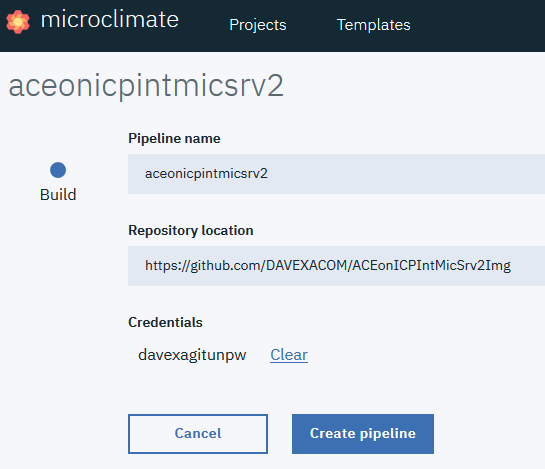 microclimate Projects Templates
aceonicpintmicsrv2
Pipeline name
aceonicpintmicsrv2
Build
Repository location
https://github.com/DAVEXACOM/ACEonICPIntMicSrv2Img
Credentials
davexagitunpw Clear
Cancel Create pipeline